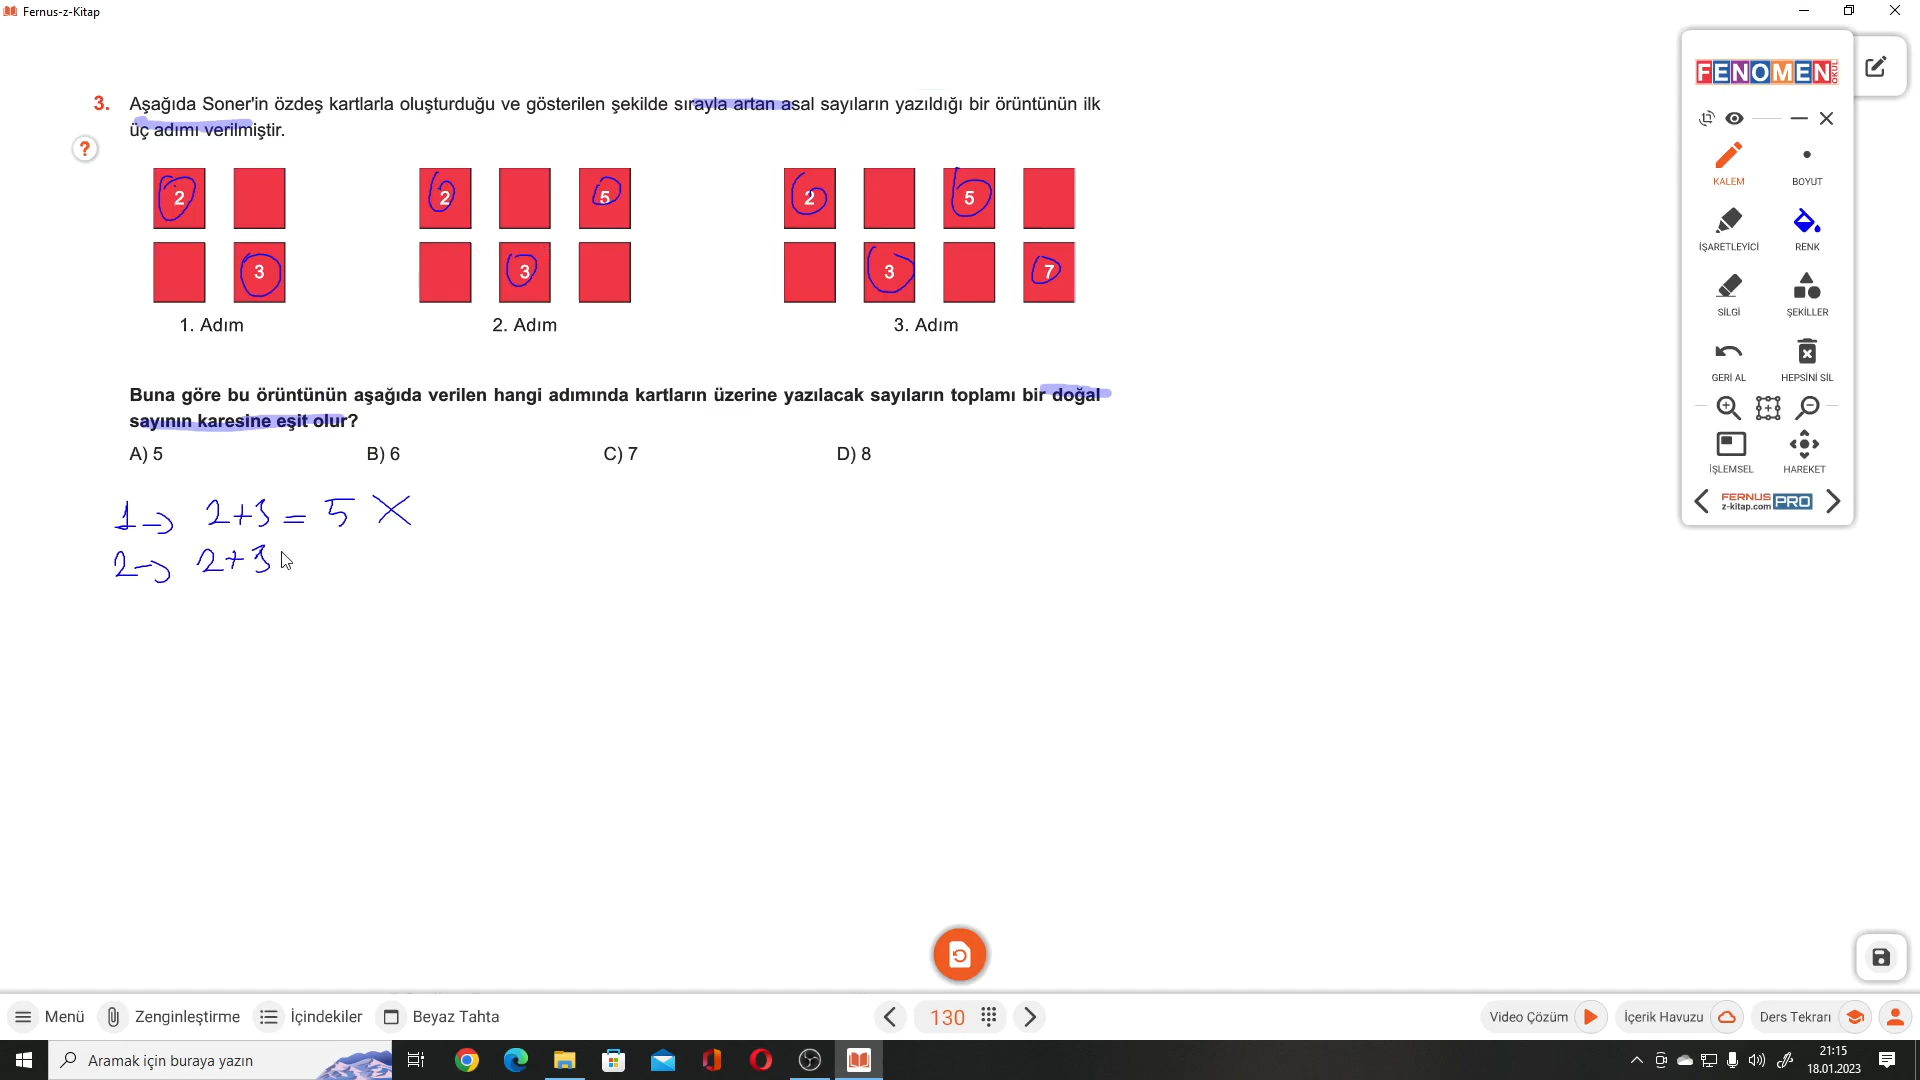 Fernus-z-Kitap
3. Aşağıda Soner'in özdeş kartlarla oluşturduğu ve gösterilen şekilde sırayla artan asal sayıların yazıldığı bir örüntünün ilk
üç adımı verilmiştir.
?
2
2 5
2 5
3
3
3 7
1. Adım
2. Adım
3. Adım
Buna göre bu örüntünün aşağıda verilen hangi adımında kartların üzerine yazılacak sayıların toplamı bir doğal
sayının karesine eşit olur?
A) 5
B) 6
C) 7
D) 8
1→ 2+3 = 5 X
2→ 2+3
FENOMEN OKUL
KALEM
BOYUT
İŞARETLEYİCİ
RENK
SİLGİ
ŞEKİLLER
GERİ AL
HEPSİNİ SİL
İŞLEMSEL
HAREKET
FERNUS PRO
z-kitap.com
Menü
Zenginleştirme
İçindekiler
Beyaz Tahta
130
Video Çözüm
İçerik Havuzu
Ders Tekrarı
Aramak için buraya yazın
21:15
18.01.2023